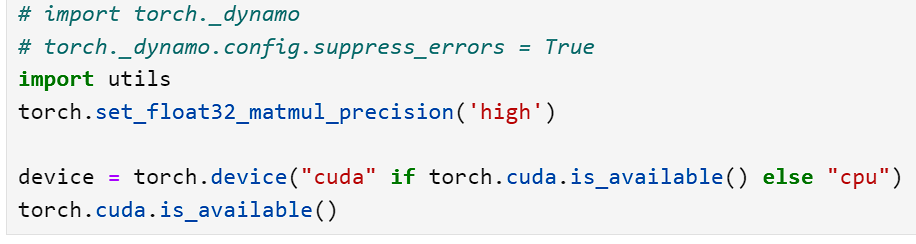 # import torch._dynamo
# torch._dynamo.config.suppress_errors = True
import utils
torch.set_float32_matmul_precision('high')
device = torch.device("cuda" if torch.cuda.is_available() else "cpu")
torch.cuda.is_available()